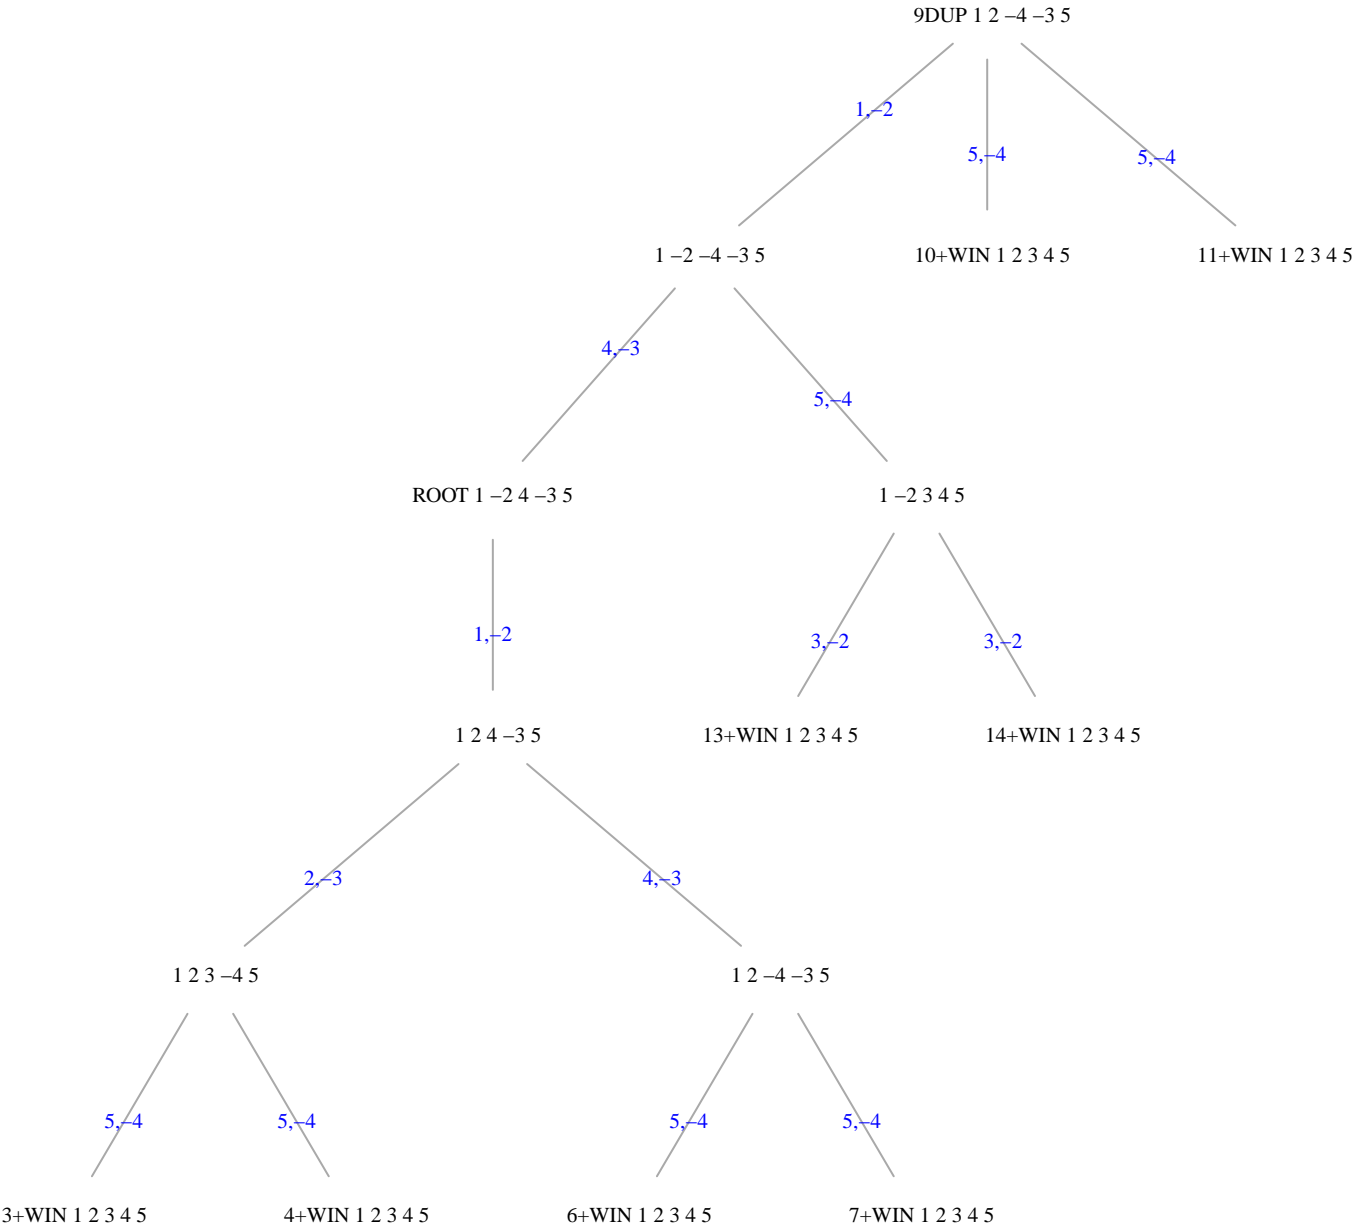 9DUP 1 2 –4 –3 5
1,–2
5,–4
5,–4
1 –2 –4 –3 5
10+WIN 1 2 3 4 5
11+WIN 1 2 3 4 5
4,–3
5,–4
ROOT 1 –2 4 –3 5
1 –2 3 4 5
1,–2
3,–2
3,–2
1 2 4 –3 5
13+WIN 1 2 3 4 5
14+WIN 1 2 3 4 5
2,–3
4,–3
1 2 3 –4 5
1 2 –4 –3 5
5,–4
5,–4
5,–4
5,–4
3+WIN 1 2 3 4 5
4+WIN 1 2 3 4 5
6+WIN 1 2 3 4 5
7+WIN 1 2 3 4 5